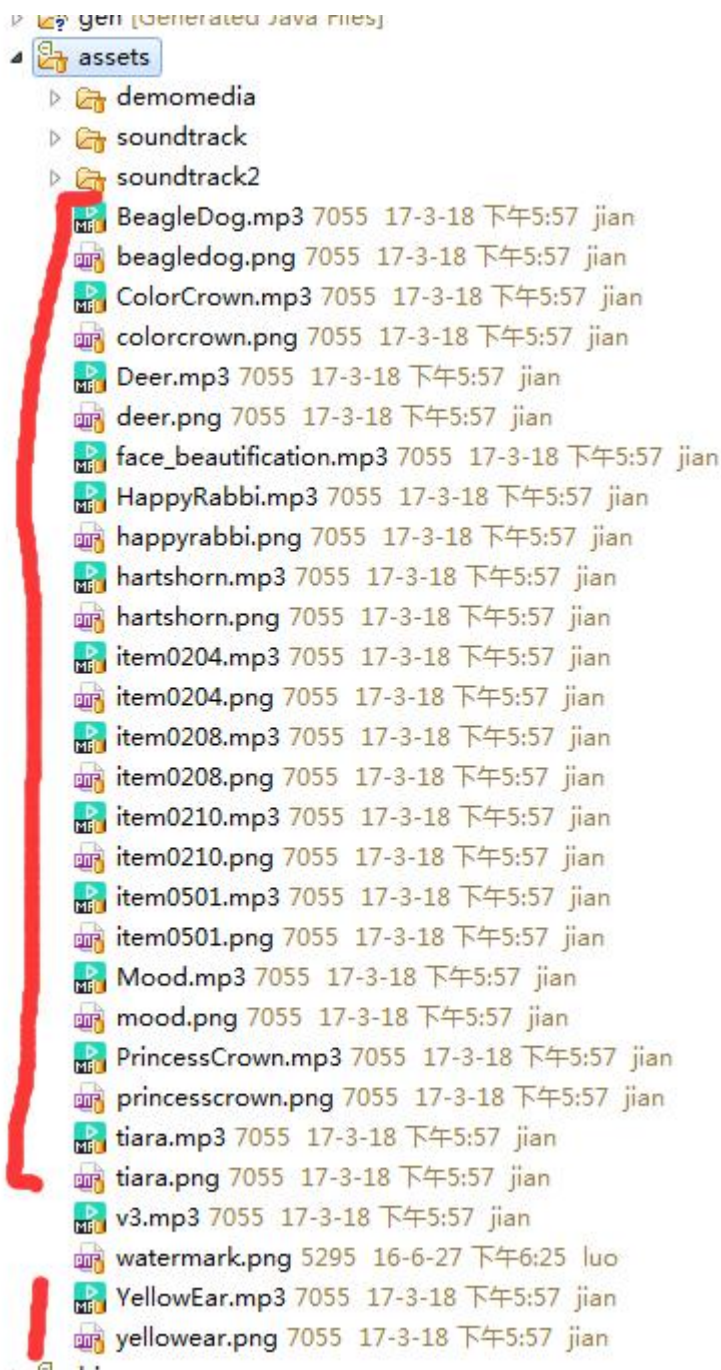 gen [Generated Java Files]
assets
demomedia
soundtrack
soundtrack2
BeagleDog.mp3 7055 17-3-18 下午5:57 jian
beagledog.png 7055 17-3-18 下午5:57 jian
ColorCrown.mp3 7055 17-3-18 下午5:57 jian
colorcrown.png 7055 17-3-18 下午5:57 jian
Deer.mp3 7055 17-3-18 下午5:57 jian
deer.png 7055 17-3-18 下午5:57 jian
face_beautification.mp3 7055 17-3-18 下午5:57 jian
HappyRabbi.mp3 7055 17-3-18 下午5:57 jian
happyrabbi.png 7055 17-3-18 下午5:57 jian
hartshorn.mp3 7055 17-3-18 下午5:57 jian
hartshorn.png 7055 17-3-18 下午5:57 jian
item0204.mp3 7055 17-3-18 下午5:57 jian
item0204.png 7055 17-3-18 下午5:57 jian
item0208.mp3 7055 17-3-18 下午5:57 jian
item0208.png 7055 17-3-18 下午5:57 jian
item0210.mp3 7055 17-3-18 下午5:57 jian
item0210.png 7055 17-3-18 下午5:57 jian
item0501.mp3 7055 17-3-18 下午5:57 jian
item0501.png 7055 17-3-18 下午5:57 jian
Mood.mp3 7055 17-3-18 下午5:57 jian
mood.png 7055 17-3-18 下午5:57 jian
PrincessCrown.mp3 7055 17-3-18 下午5:57 jian
princesscrown.png 7055 17-3-18 下午5:57 jian
tiara.mp3 7055 17-3-18 下午5:57 jian
tiara.png 7055 17-3-18 下午5:57 jian
v3.mp3 7055 17-3-18 下午5:57 jian
watermark.png 5295 16-6-27 下午6:25 luo
YellowEar.mp3 7055 17-3-18 下午5:57 jian
yellowear.png 7055 17-3-18 下午5:57 jian